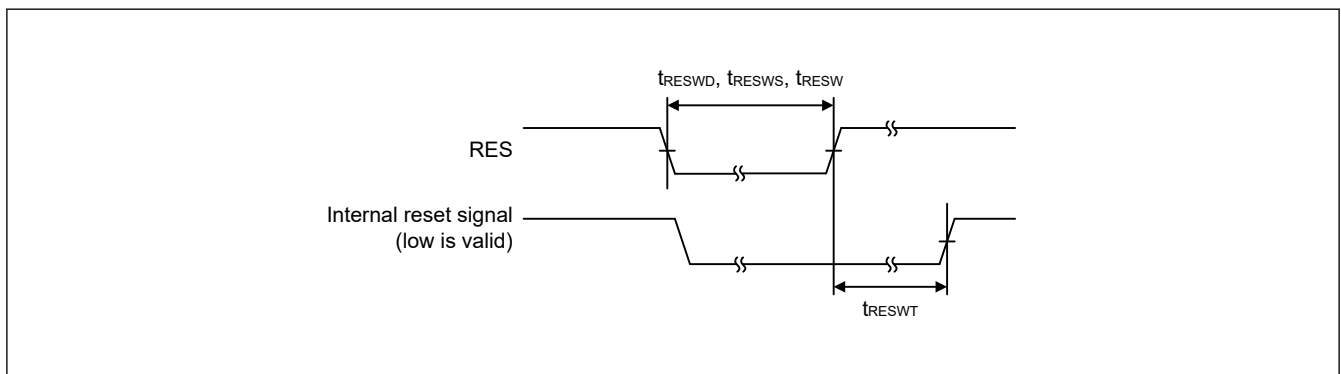 tRESWD, tRESWS, tRESW
RES
Internal reset signal
(low is valid)
tRESWT